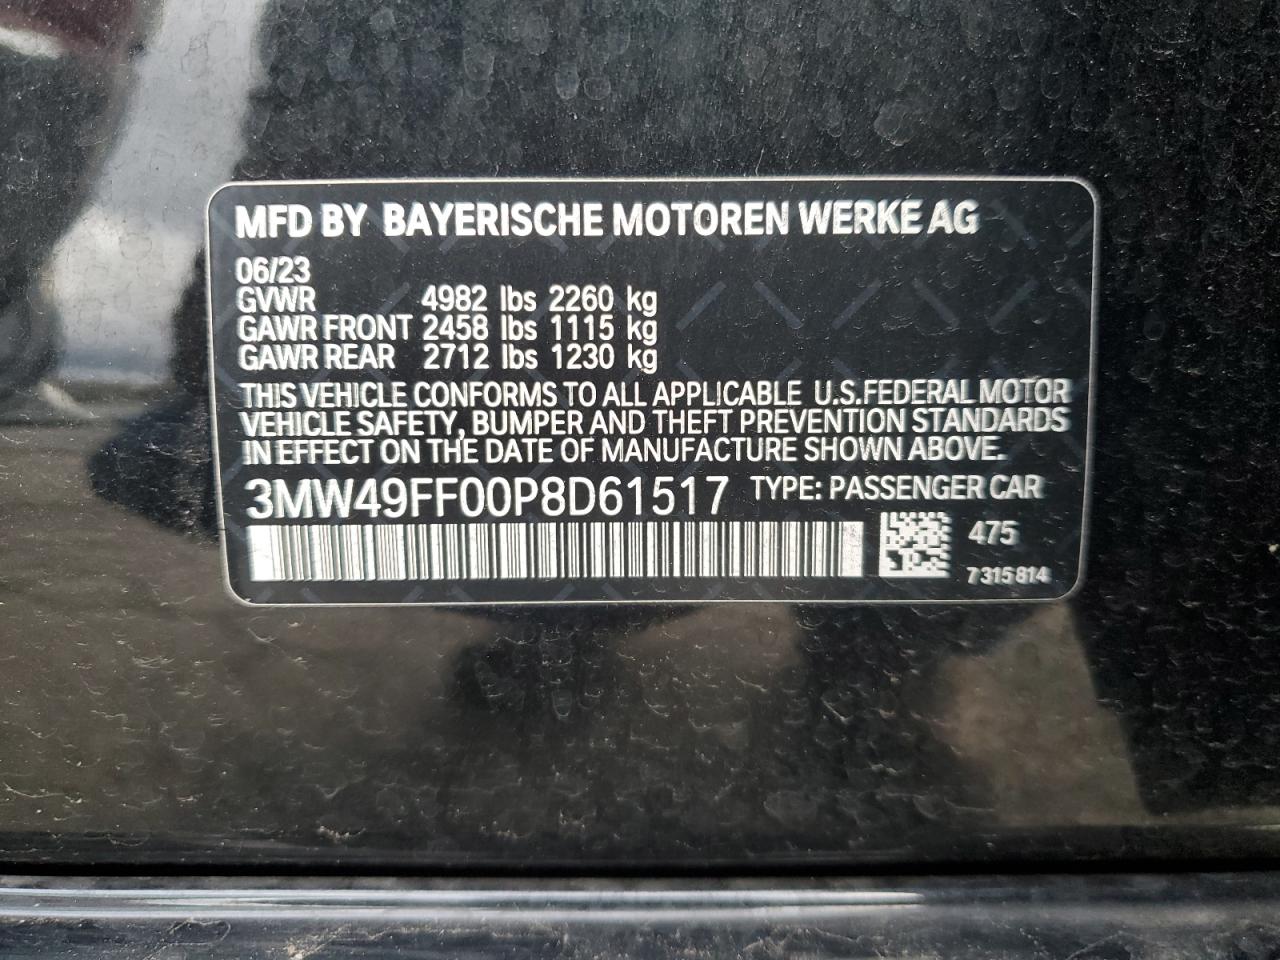 MFD BY BAYERISCHE MOTOREN WERKE AG
06/23
GVWR 4982 lbs 2260 kg
GAWR FRONT 2458 lbs 1115 kg
GAWR REAR 2712 lbs 1230 kg
THIS VEHICLE CONFORMS TO ALL APPLICABLE U.S.FEDERAL MOTOR
VEHICLE SAFETY, BUMPER AND THEFT PREVENTION STANDARDS
IN EFFECT ON THE DATE OF MANUFACTURE SHOWN ABOVE.
3MW49FF00P8D61517 TYPE: PASSENGER CAR
475
7315814